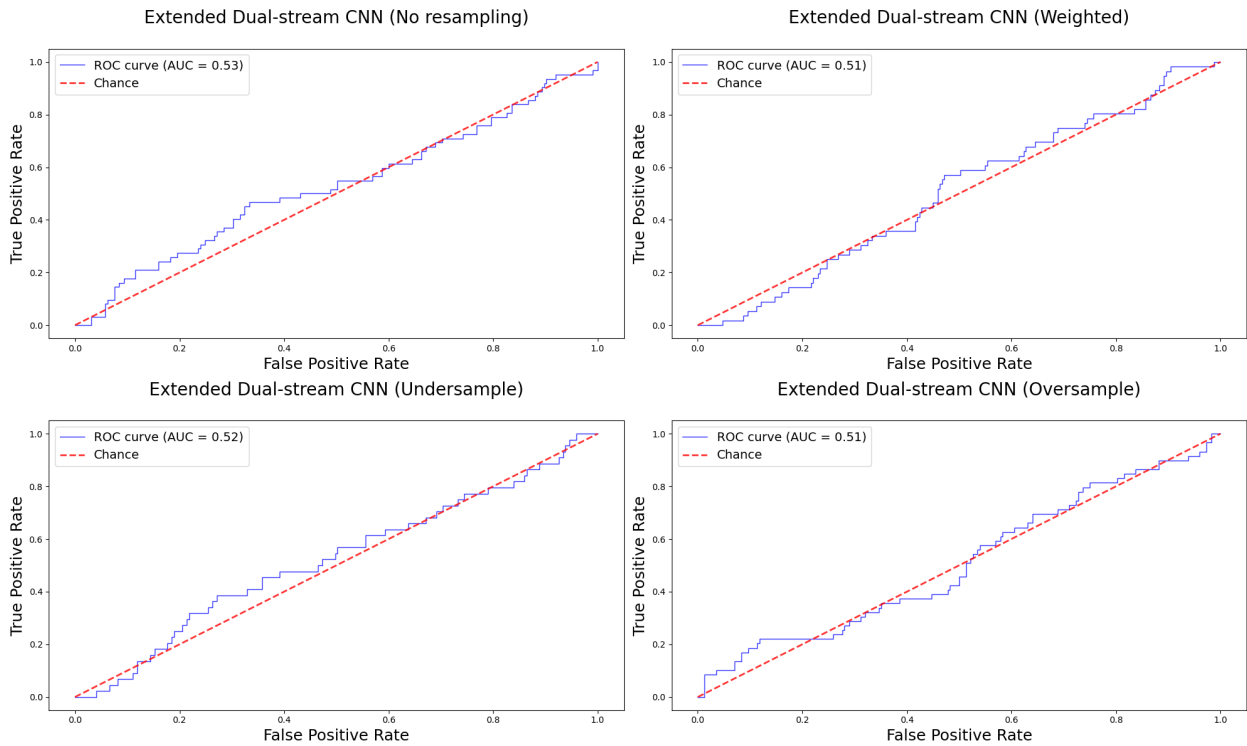 Extended Dual-stream CNN (No resampling)
ROC curve (AUC = 0.53)
Chance
True Positive Rate
1.0
0.8
0.6
0.4
0.2
0.0
0.0 0.2 0.4 0.6 0.8 1.0
False Positive Rate
Extended Dual-stream CNN (Weighted)
ROC curve (AUC = 0.51)
Chance
True Positive Rate
1.0
0.8
0.6
0.4
0.2
0.0
0.0 0.2 0.4 0.6 0.8 1.0
False Positive Rate
Extended Dual-stream CNN (Undersample)
ROC curve (AUC = 0.52)
Chance
True Positive Rate
1.0
0.8
0.6
0.4
0.2
0.0
0.0 0.2 0.4 0.6 0.8 1.0
False Positive Rate
Extended Dual-stream CNN (Oversample)
ROC curve (AUC = 0.51)
Chance
True Positive Rate
1.0
0.8
0.6
0.4
0.2
0.0
0.0 0.2 0.4 0.6 0.8 1.0
False Positive Rate